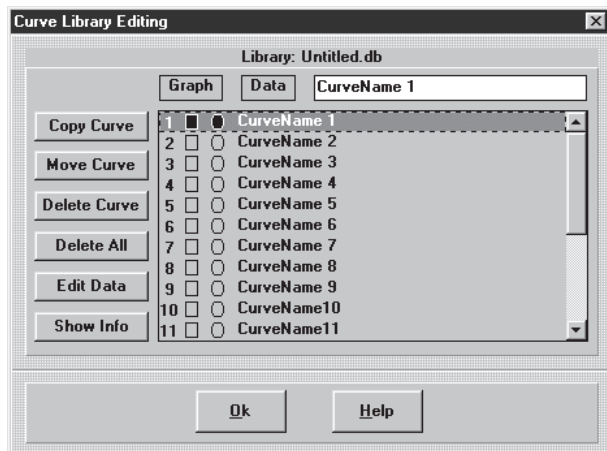 Curve Library Editing
Library: Untitled.db
Graph Data CurveName 1
Copy Curve
Move Curve
Delete Curve
Delete All
Edit Data
Show Info
1 CurveName 1
2 CurveName 2
3 CurveName 3
4 CurveName 4
5 CurveName 5
6 CurveName 6
7 CurveName 7
8 CurveName 8
9 CurveName 9
10 CurveName10
11 CurveName11
Ok Help